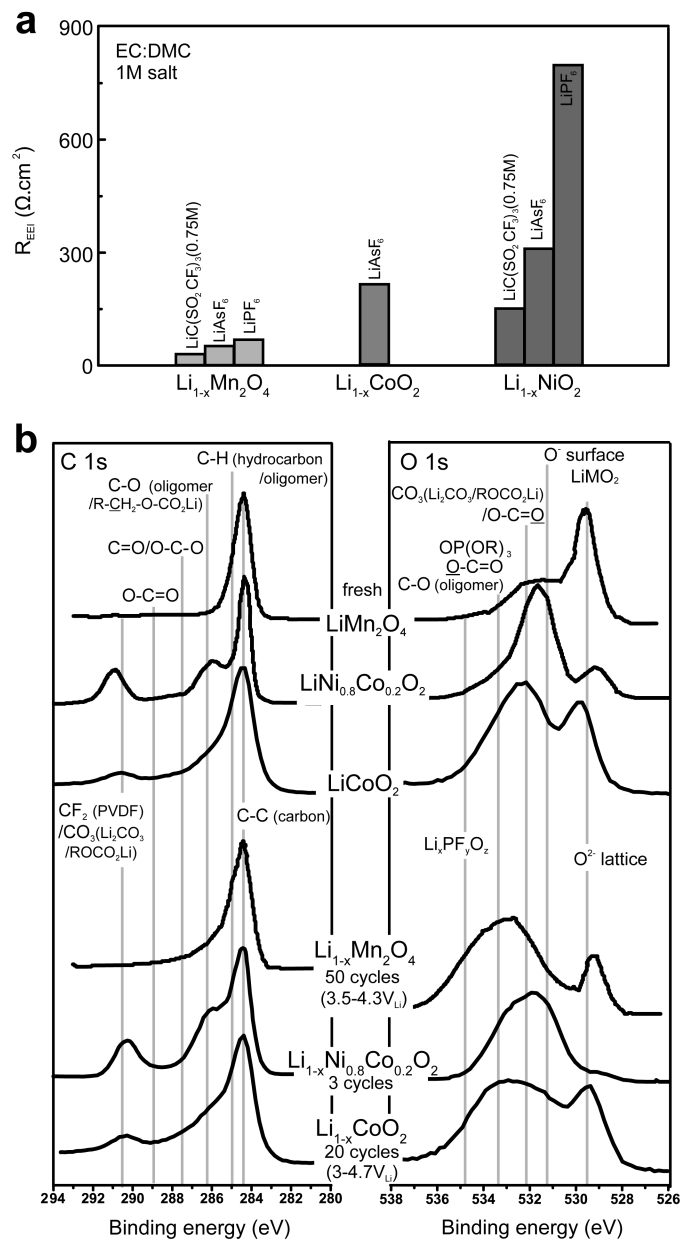 a
EC:DMC
1M salt
R_EEI (Ω.cm²)
900
600
300
0
LiC(SO₂CF₃)₃(0.75M)
LiAsF₆
LiPF₆
LiAsF₆
LiC(SO₂CF₃)₃(0.75M)
LiAsF₆
LiPF₆
Li₁₋ₓMn₂O₄
Li₁₋ₓCoO₂
Li₁₋ₓNiO₂
b
C 1s
C-H (hydrocarbon
/oligomer)
C-O (oligomer
/R-CH₂-O-CO₂Li)
C=O/O-C-O
O-C=O
O 1s
O⁻ surface
LiMO₂
CO₃(Li₂CO₃/ROCO₂Li)
/O-C=O
OP(OR)₃
O-C=O
C-O (oligomer)
fresh
LiMn₂O₄
LiNi₀.₈Co₀.₂O₂
LiCoO₂
CF₂ (PVDF)
/CO₃(Li₂CO₃
/ROCO₂Li)
C-C (carbon)
LiₓPF_yO_z
O²⁻ lattice
Li₁₋ₓMn₂O₄
50 cycles
(3.5-4.3V_Li)
Li₁₋ₓNi₀.₈Co₀.₂O₂
3 cycles
Li₁₋ₓCoO₂
20 cycles
(3-4.7V_Li)
294 292 290 288 286 284 282 280
538 536 534 532 530 528 526
Binding energy (eV)
Binding energy (eV)